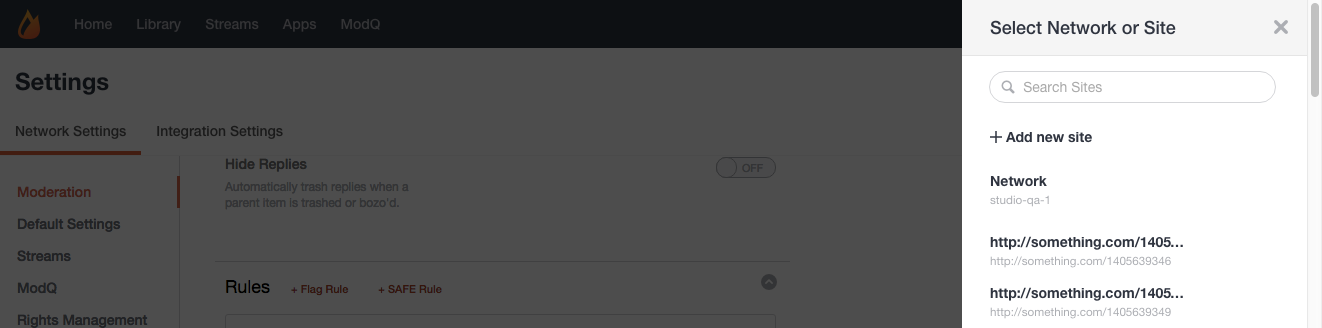 Home Library Streams Apps ModQ
Settings
Network Settings Integration Settings
Moderation
Default Settings
Streams
ModQ
Rights Management
Hide Replies
OFF
Automatically trash replies when a
parent item is trashed or bozo'd.
Rules + Flag Rule + SAFE Rule
Select Network or Site
Search Sites
Add new site
Network
studio-qa-1
http://something.com/1405...
http://something.com/1405639346
http://something.com/1405...
http://something.com/1405639349